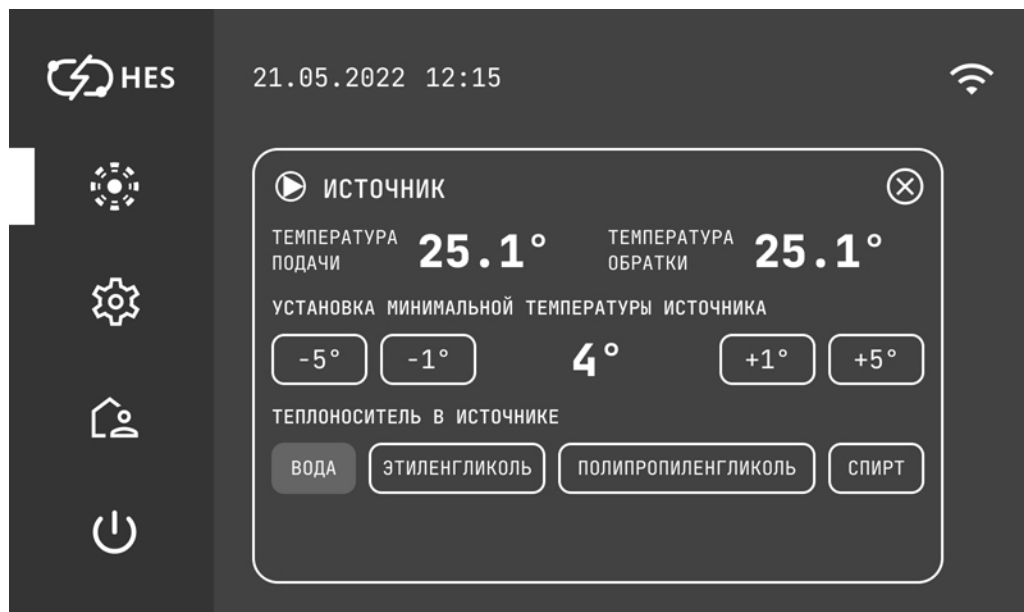 HES
21.05.2022 12:15
ИСТОЧНИК
ТЕМПЕРАТУРА ПОДАЧИ 25.1°
ТЕМПЕРАТУРА ОБРАТКИ 25.1°
УСТАНОВКА МИНИМАЛЬНОЙ ТЕМПЕРАТУРЫ ИСТОЧНИКА
-5° -1° 4° +1° +5°
ТЕПЛОНОСИТЕЛЬ В ИСТОЧНИКЕ
ВОДА ЭТИЛЕНГЛИКОЛЬ ПОЛИПРОПИЛЕНГЛИКОЛЬ СПИРТ